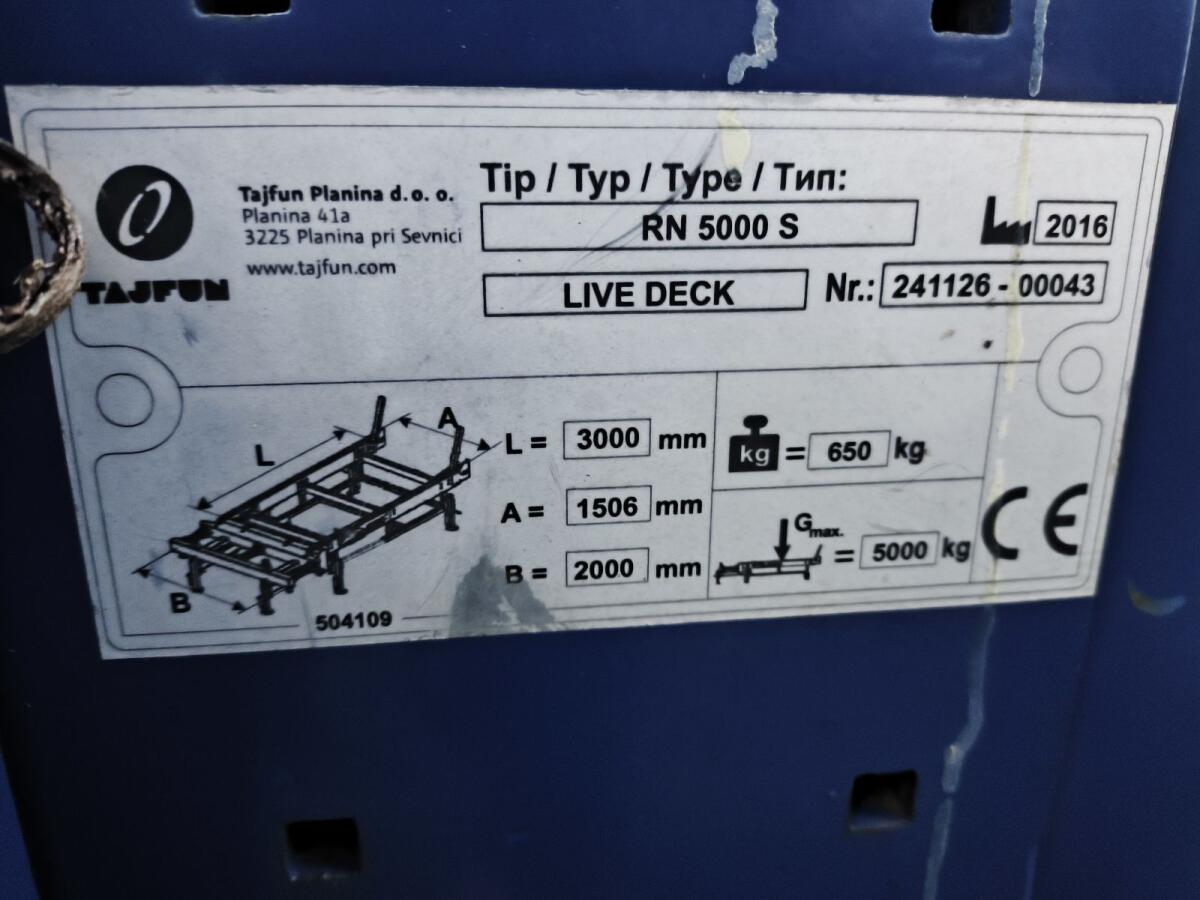 Tajfun Planina d.o.o.
Planina 41a
3225 Planina pri Sevnici
www.tajfun.com
TAJFUN
Tip / Typ / Type / Тип:
RN 5000 S
2016
LIVE DECK
Nr.: 241126 - 00043
L
A
B
504109
L = 3000 mm
A = 1506 mm
B = 2000 mm
kg = 650 kg
Gmax. = 5000 kg
CE